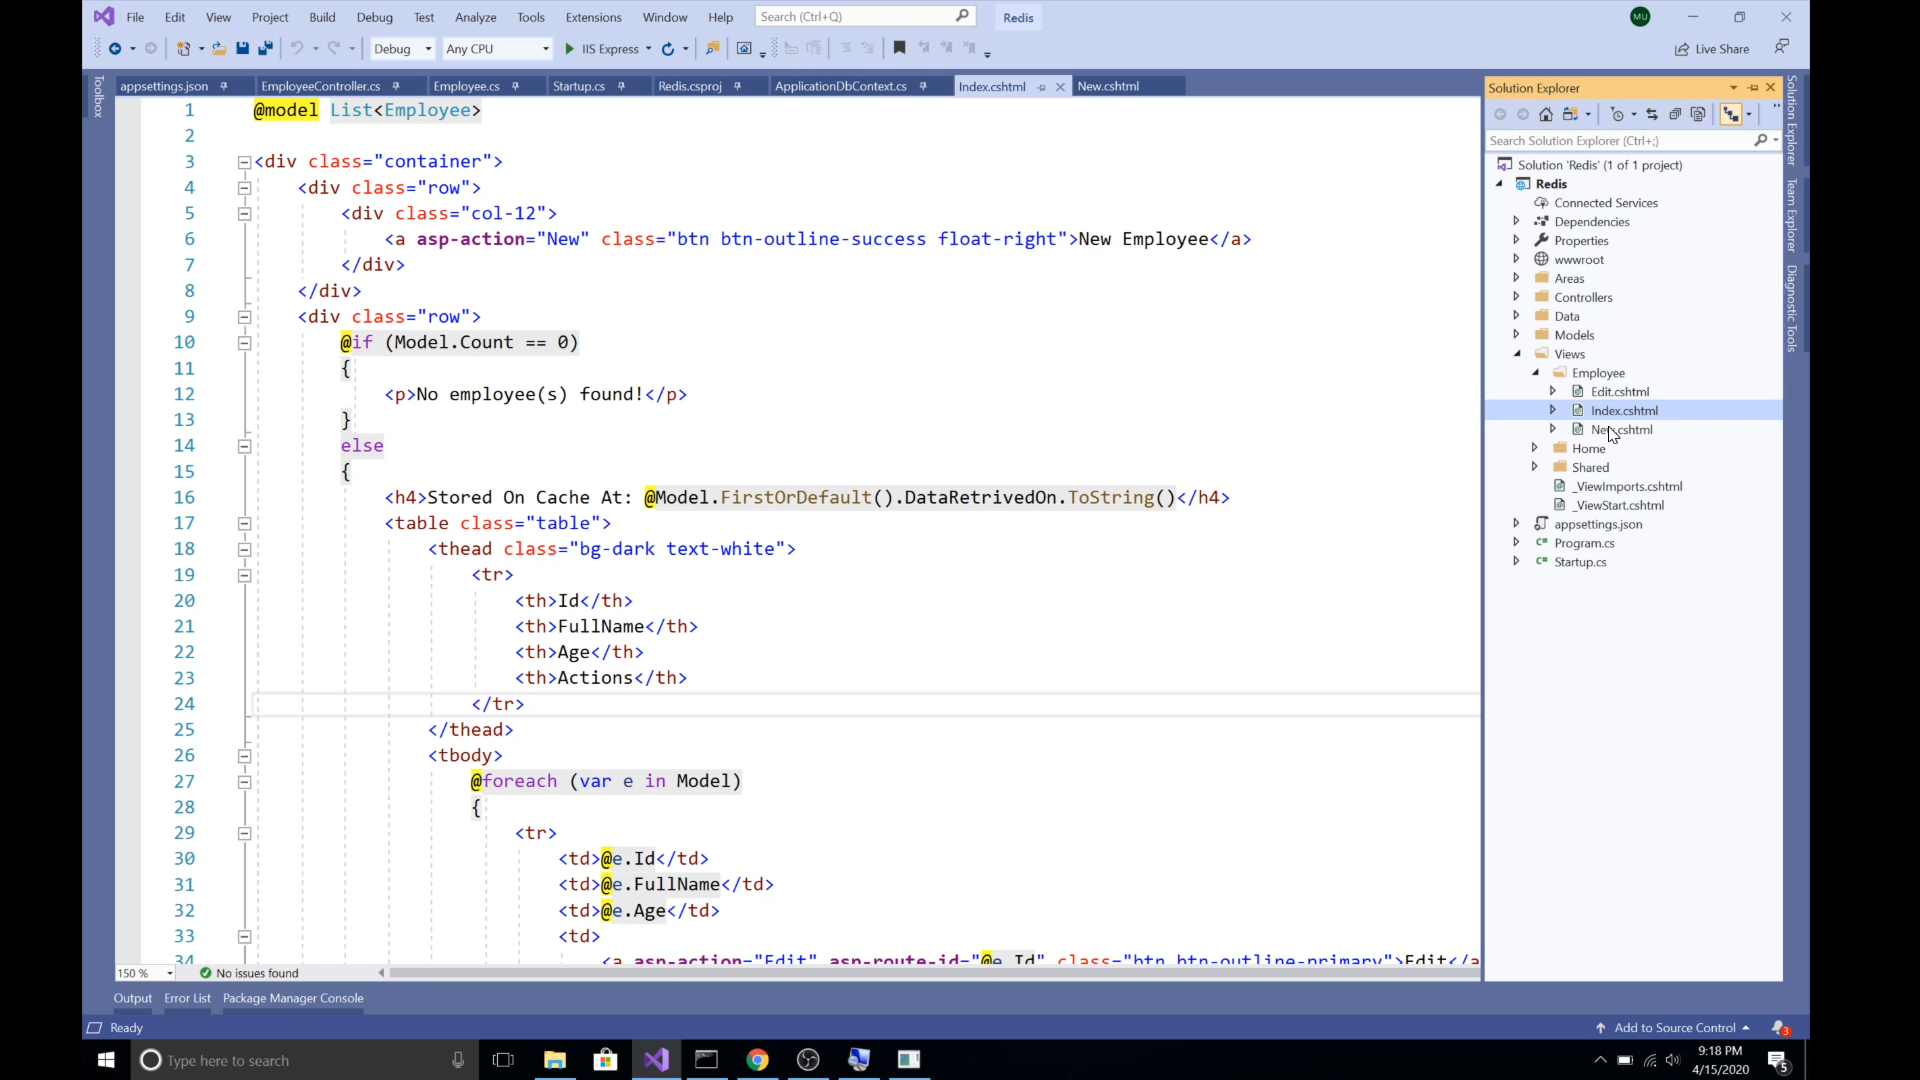 File Edit View Project Build Debug Test Analyze Tools Extensions Window Help Search (Ctrl+Q) Redis MU
Debug Any CPU IIS Express Live Share
Toolbox
appsettings.json EmployeeController.cs Employee.cs Startup.cs Redis.csproj ApplicationDbContext.cs Index.cshtml New.cshtml
1 @model List<Employee>
2
3 <div class="container">
4 <div class="row">
5 <div class="col-12">
6 <a asp-action="New" class="btn btn-outline-success float-right">New Employee</a>
7 </div>
8 </div>
9 <div class="row">
10 @if (Model.Count == 0)
11 {
12 <p>No employee(s) found!</p>
13 }
14 else
15 {
16 <h4>Stored On Cache At: @Model.FirstOrDefault().DataRetrivedOn.ToString()</h4>
17 <table class="table">
18 <thead class="bg-dark text-white">
19 <tr>
20 <th>Id</th>
21 <th>FullName</th>
22 <th>Age</th>
23 <th>Actions</th>
24 </tr>
25 </thead>
26 <tbody>
27 @foreach (var e in Model)
28 {
29 <tr>
30 <td>@e.Id</td>
31 <td>@e.FullName</td>
32 <td>@e.Age</td>
33 <td>
34 <a asp-action="Edit" asp-route-id="@e.Id" class="btn btn-outline-primary">Edit</a
150 % No issues found
Solution Explorer
Search Solution Explorer (Ctrl+;)
Solution 'Redis' (1 of 1 project)
Redis
Connected Services
Dependencies
Properties
wwwroot
Areas
Controllers
Data
Models
Views
Employee
Edit.cshtml
Index.cshtml
New.cshtml
Home
Shared
_ViewImports.cshtml
_ViewStart.cshtml
appsettings.json
C# Program.cs
C# Startup.cs
Solution Explorer
Team Explorer
Diagnostic Tools
Output Error List Package Manager Console
Ready Add to Source Control 3
Type here to search
9:18 PM
4/15/2020
5